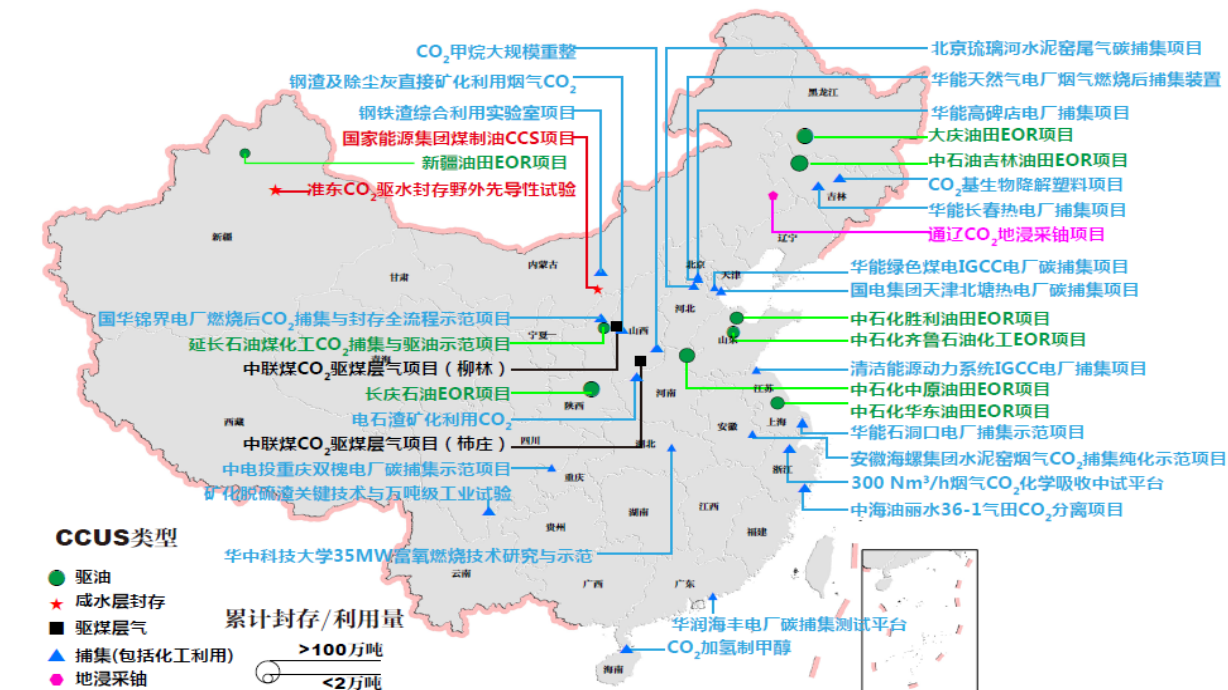 CO₂甲烷大规模重整
钢渣及除尘灰直接矿化利用烟气CO₂
钢铁渣综合利用实验室项目
国家能源集团煤制油CCS项目
新疆油田EOR项目
准东CO₂驱水封存野外先导性试验
国华锦界电厂燃烧后CO₂捕集与封存全流程示范项目
延长石油煤化工CO₂捕集与驱油示范项目
中联煤CO₂驱煤层气项目（柳林）
长庆石油EOR项目
电石渣矿化利用CO₂
中联煤CO₂驱煤层气项目（柿庄）
中电投重庆双槐电厂碳捕集示范项目
矿化脱硫渣关键技术与万吨级工业试验
华中科技大学35MW富氧燃烧技术研究与示范
北京琉璃河水泥窑尾气碳捕集项目
华能天然气电厂烟气燃烧后捕集装置
华能高碑店电厂捕集项目
大庆油田EOR项目
中石油吉林油田EOR项目
CO₂基生物降解塑料项目
华能长春热电厂捕集项目
通辽CO₂地浸采铀项目
华能绿色煤电IGCC电厂碳捕集项目
国电集团天津北塘热电厂碳捕集项目
中石化胜利油田EOR项目
中石化齐鲁石油化工EOR项目
清洁能源动力系统IGCC电厂捕集项目
中石化中原油田EOR项目
中石化华东油田EOR项目
华能石洞口电厂捕集示范项目
安徽海螺集团水泥窑烟气CO₂捕集纯化示范项目
300 Nm³/h烟气CO₂化学吸收中试平台
中海油丽水36-1气田CO₂分离项目
华润海丰电厂碳捕集测试平台
CO₂加氢制甲醇
黑龙江
吉林
辽宁
内蒙古
北京
天津
河北
新疆
甘肃
宁夏
山西
山东
青海
陕西
河南
江苏
西藏
四川
湖北
安徽
上海
重庆
浙江
贵州
湖南
江西
福建
云南
广西
广东
海南
CCUS类型
驱油
咸水层封存
驱煤层气
捕集(包括化工利用)
地浸采铀
累计封存/利用量
>100万吨
<2万吨